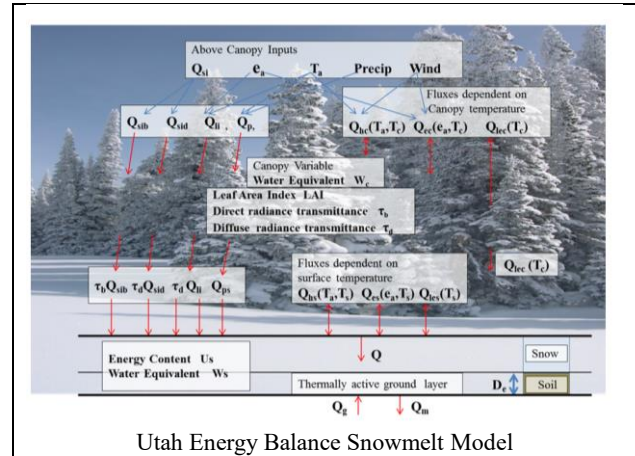 Above Canopy Inputs
Qsi ea Ta Precip Wind
Fluxes dependent on
Canopy temperature
Qsib Qsid Qli , Qp,
Qhc(Ta,Tc) Qec(ea,Tc) Qlec(Tc)
Canopy Variable
Water Equivalent Wc
Leaf Area Index LAI
Direct radiance transmittance τb
Diffuse radiance transmittance τd
Qlec (Tc)
Fluxes dependent on
surface temperature
τbQsib τdQsid τd Qli Qps
Qhs(Ta,Ts) Qes(ea,Ts) Qles(Ts)
Energy Content Us
Water Equivalent Ws
Q
Snow
Thermally active ground layer
De
Soil
Qg Qm
Utah Energy Balance Snowmelt Model